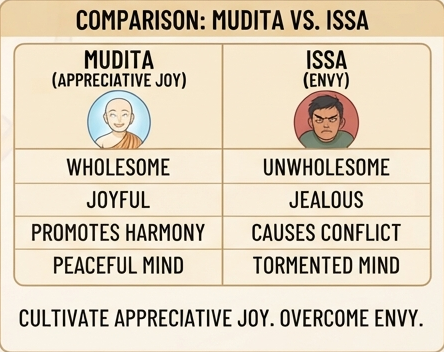 COMPARISON: MUDITA VS. ISSA
MUDITA
(APPRECIATIVE JOY)
ISSA
(ENVY)
WHOLESOME
UNWHOLESOME
JOYFUL
JEALOUS
PROMOTES HARMONY
CAUSES CONFLICT
PEACEFUL MIND
TORMENTED MIND
CULTIVATE APPRECIATIVE JOY. OVERCOME ENVY.